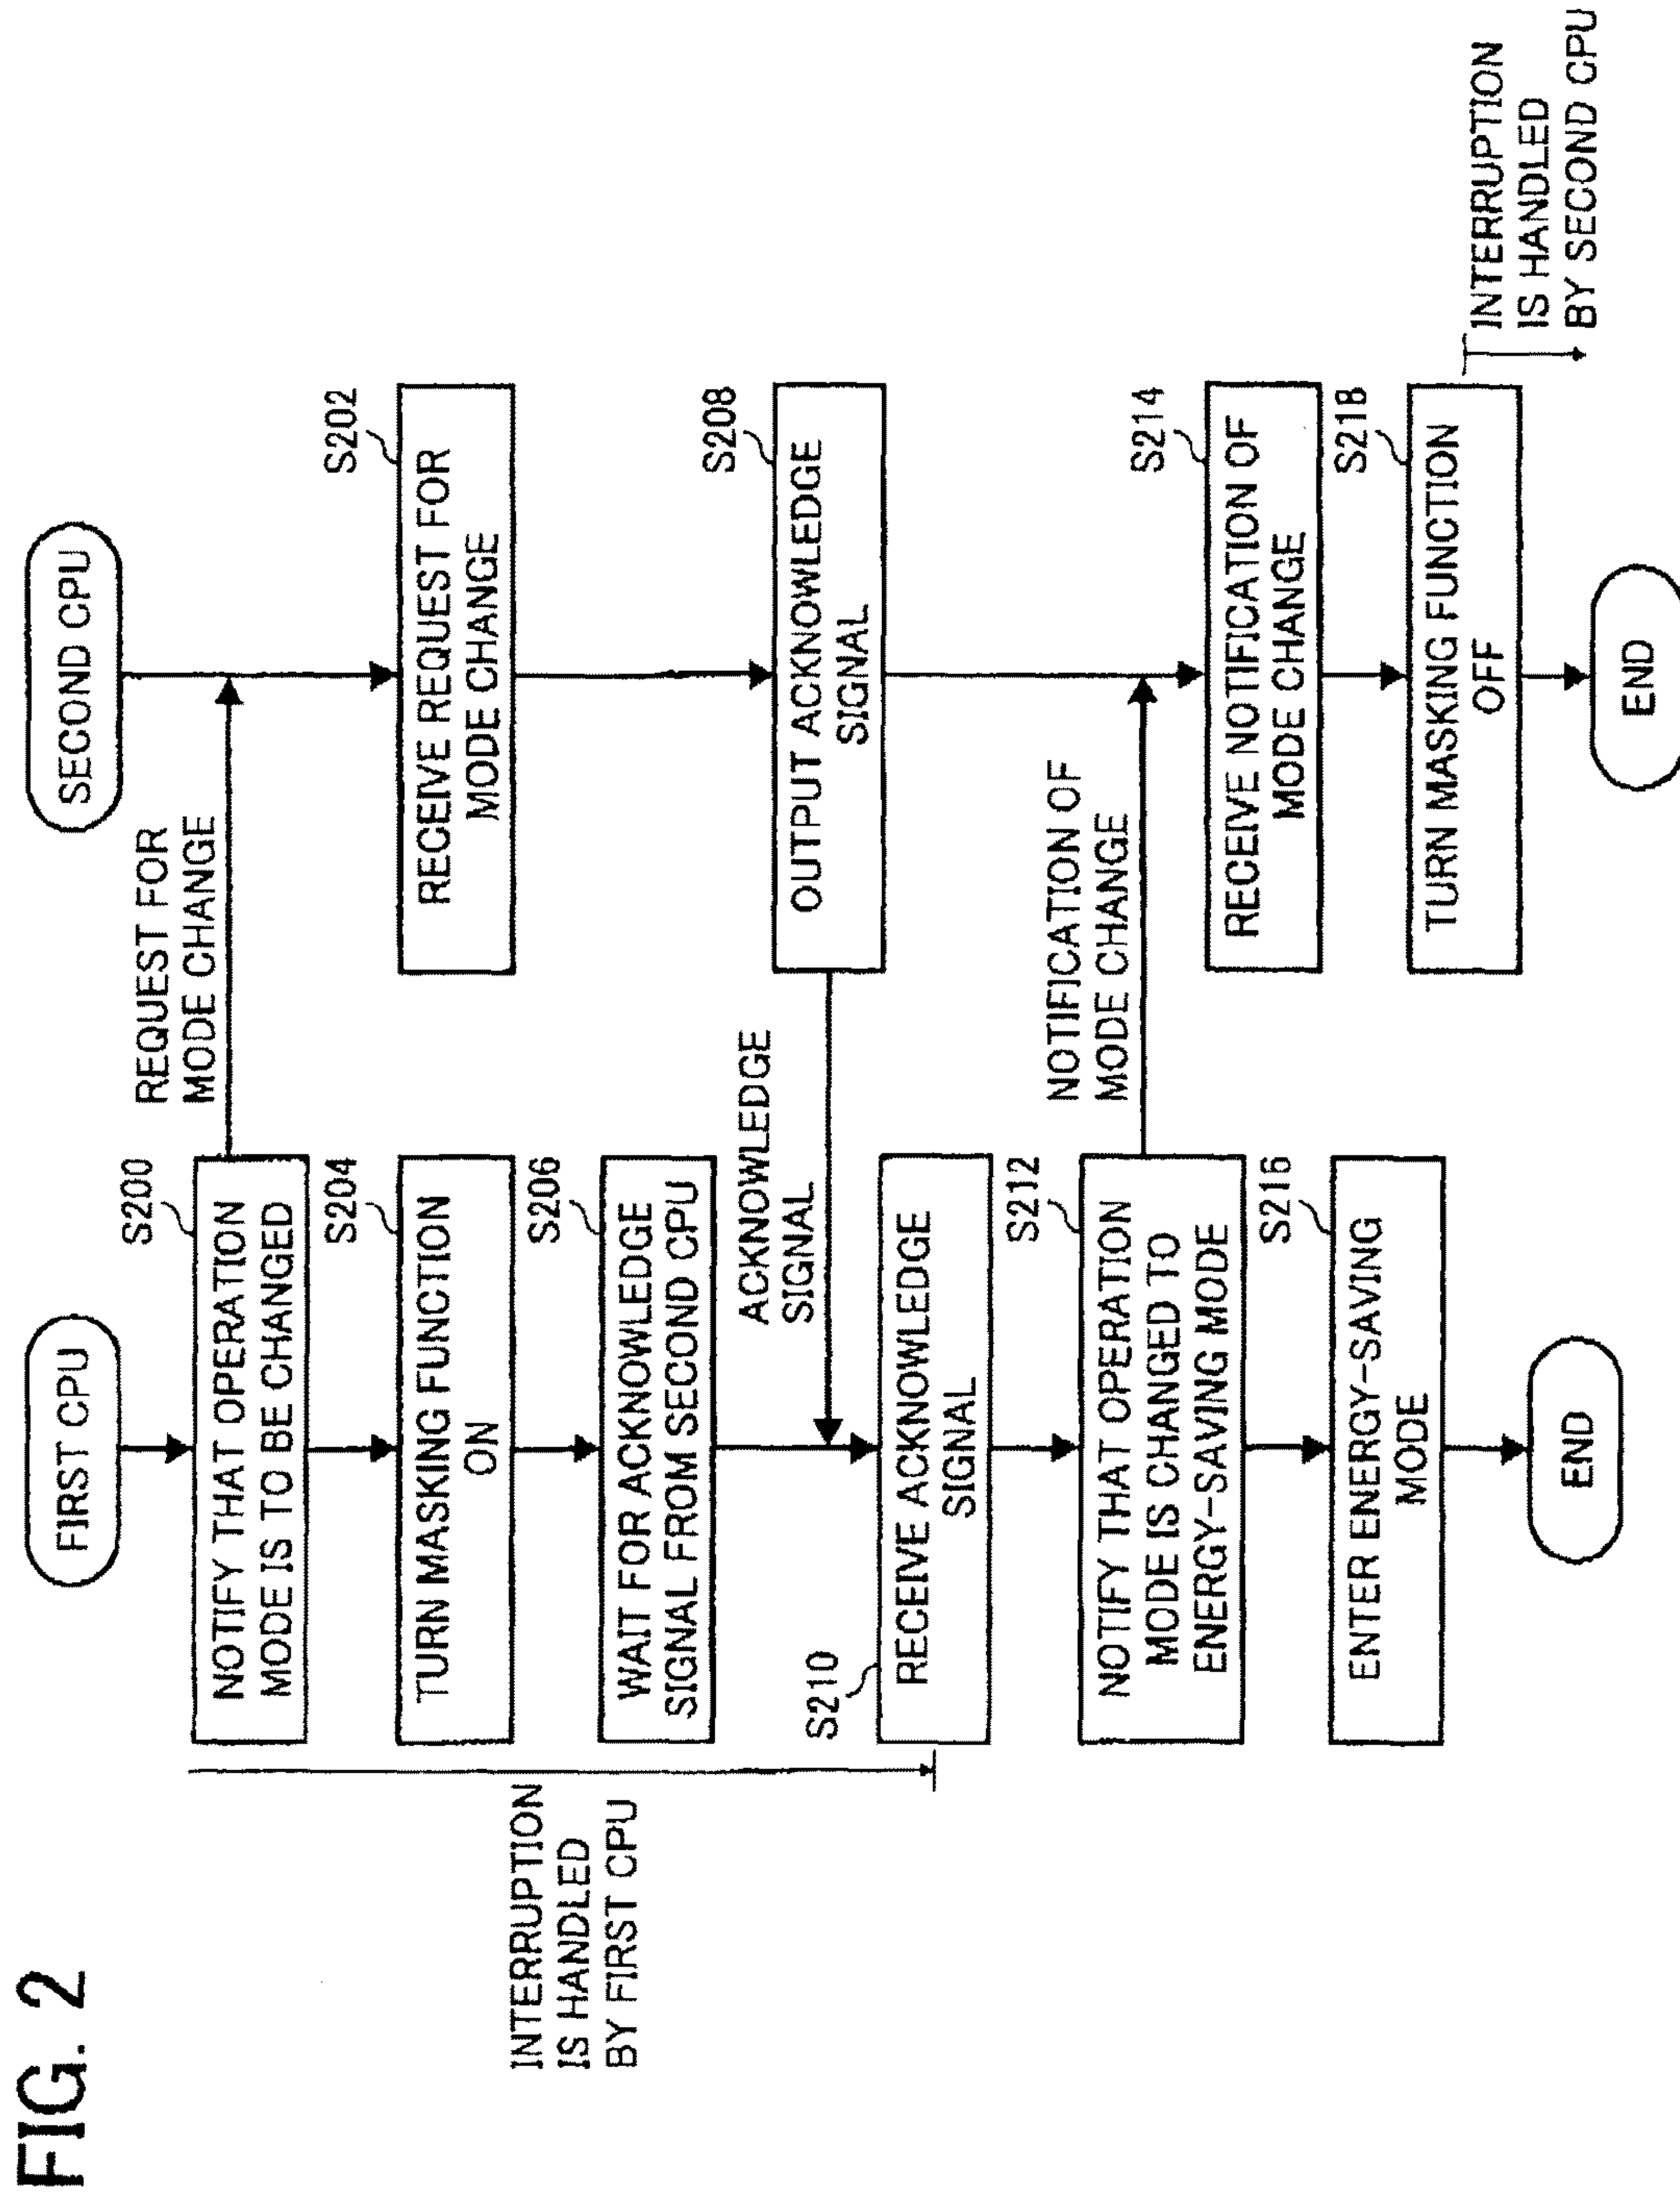 FIG. 2
FIRST CPU
SECOND CPU
S200
NOTIFY THAT OPERATION
MODE IS TO BE CHANGED
REQUEST FOR
MODE CHANGE
S202
RECEIVE REQUEST FOR
MODE CHANGE
S204
TURN MASKING FUNCTION
ON
S206
WAIT FOR ACKNOWLEDGE
SIGNAL FROM SECOND CPU
INTERRUPTION
IS HANDLED
BY FIRST CPU
S208
OUTPUT ACKNOWLEDGE
SIGNAL
ACKNOWLEDGE
SIGNAL
S210
RECEIVE ACKNOWLEDGE
SIGNAL
S212
NOTIFY THAT OPERATION
MODE IS CHANGED TO
ENERGY-SAVING MODE
NOTIFICATION OF
MODE CHANGE
S214
RECEIVE NOTIFICATION OF
MODE CHANGE
S216
ENTER ENERGY-SAVING
MODE
S218
TURN MASKING FUNCTION
OFF
INTERRUPTION
IS HANDLED
BY SECOND CPU
END
END